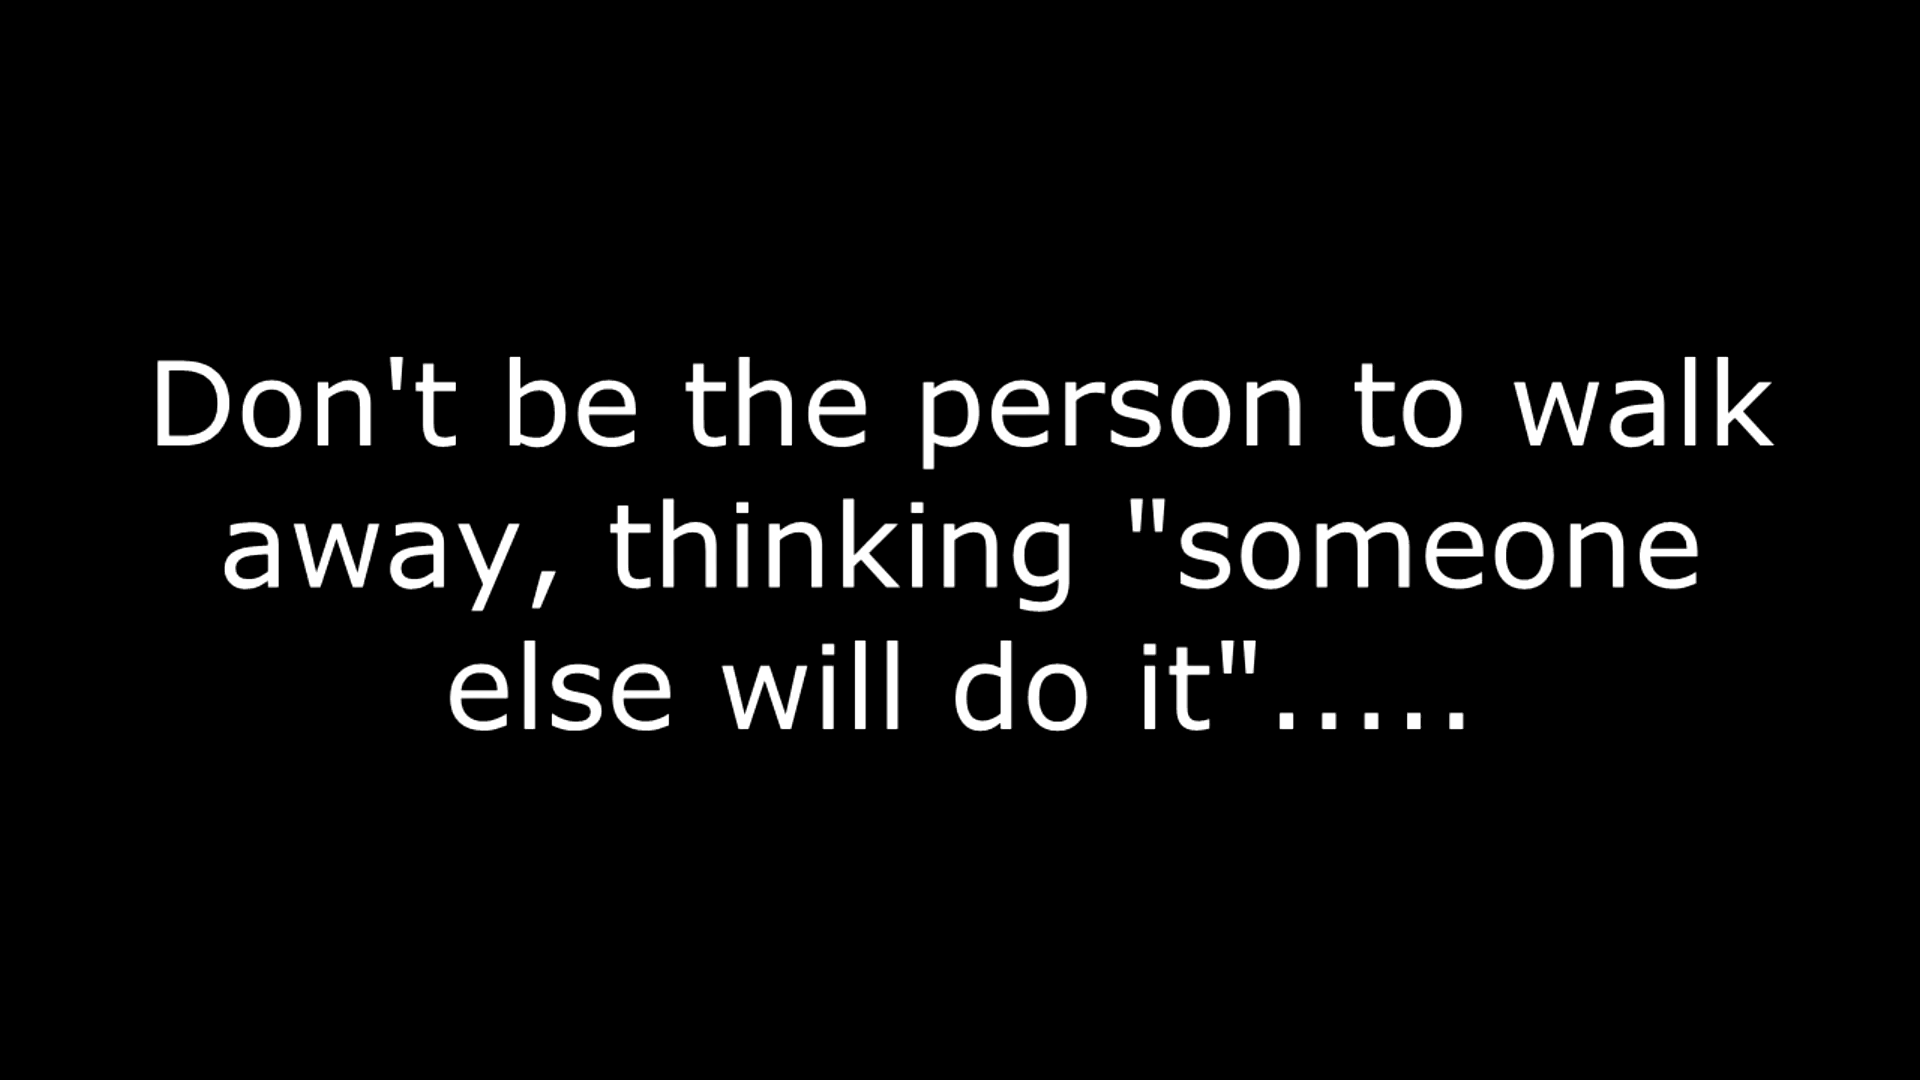 Don't be the person to walk
away, thinking "someone
else will do it".....